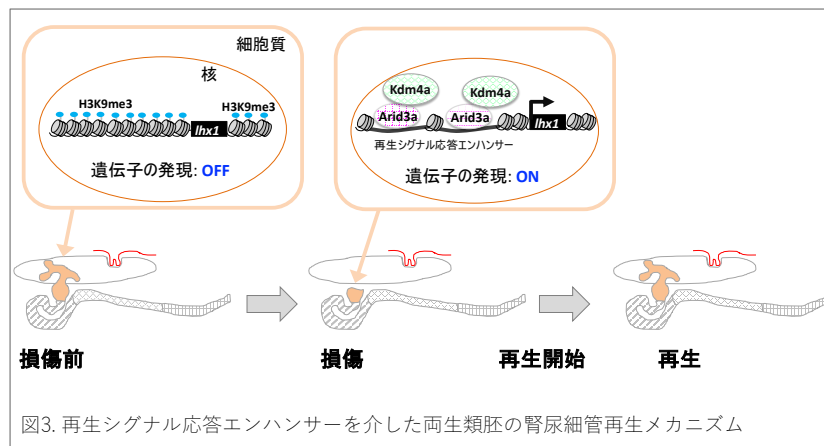 細胞質
核
H3K9me3
H3K9me3
lhx1
遺伝子の発現: OFF
Kdm4a
Kdm4a
Arid3a
Arid3a
lhx1
再生シグナル応答エンハンサー
遺伝子の発現: ON
損傷前
損傷
再生開始
再生
図3. 再生シグナル応答エンハンサーを介した両生類胚の腎尿細管再生メカニズム